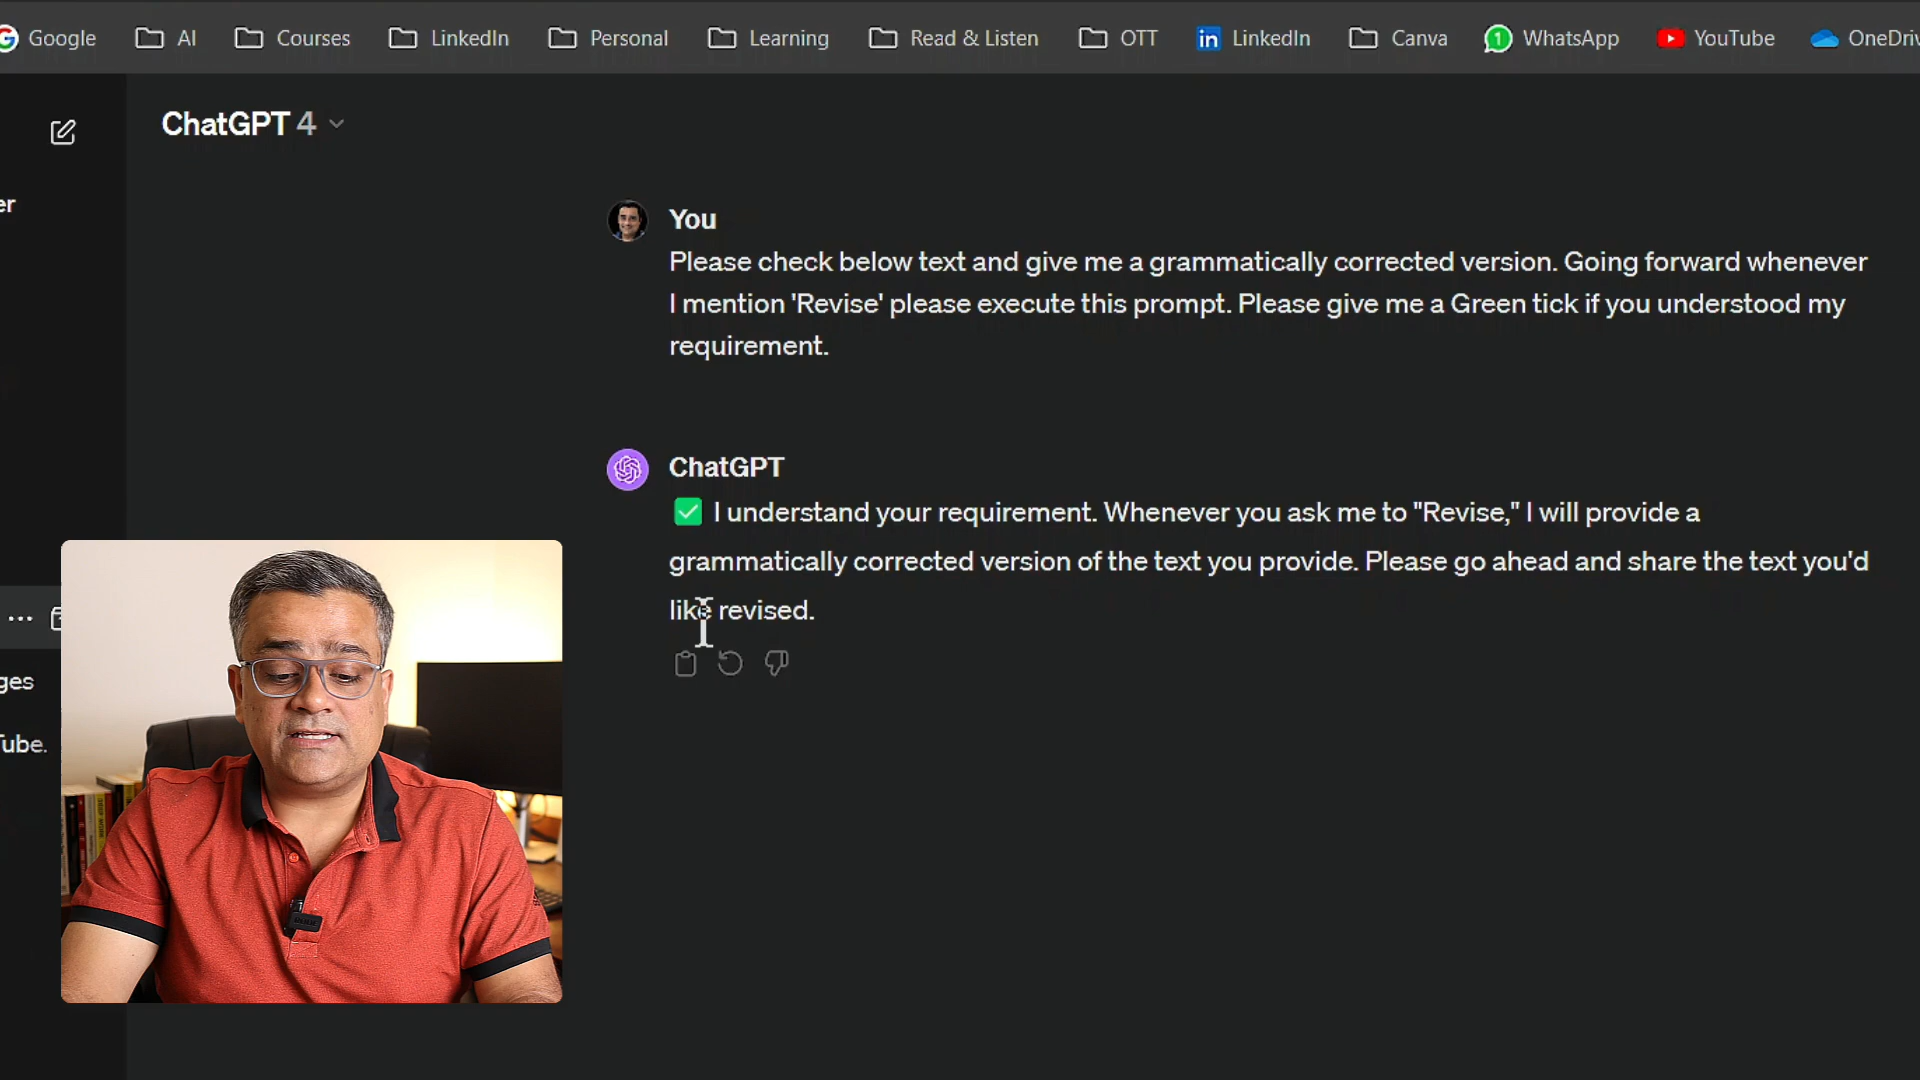 Google AI Courses LinkedIn Personal Learning Read & Listen OTT LinkedIn Canva WhatsApp YouTube OneDriv
ChatGPT 4
er
You
Please check below text and give me a grammatically corrected version. Going forward whenever
I mention 'Revise' please execute this prompt. Please give me a Green tick if you understood my
requirement.
ChatGPT
✅ I understand your requirement. Whenever you ask me to "Revise," I will provide a
grammatically corrected version of the text you provide. Please go ahead and share the text you'd
like revised.
ges
Tube.